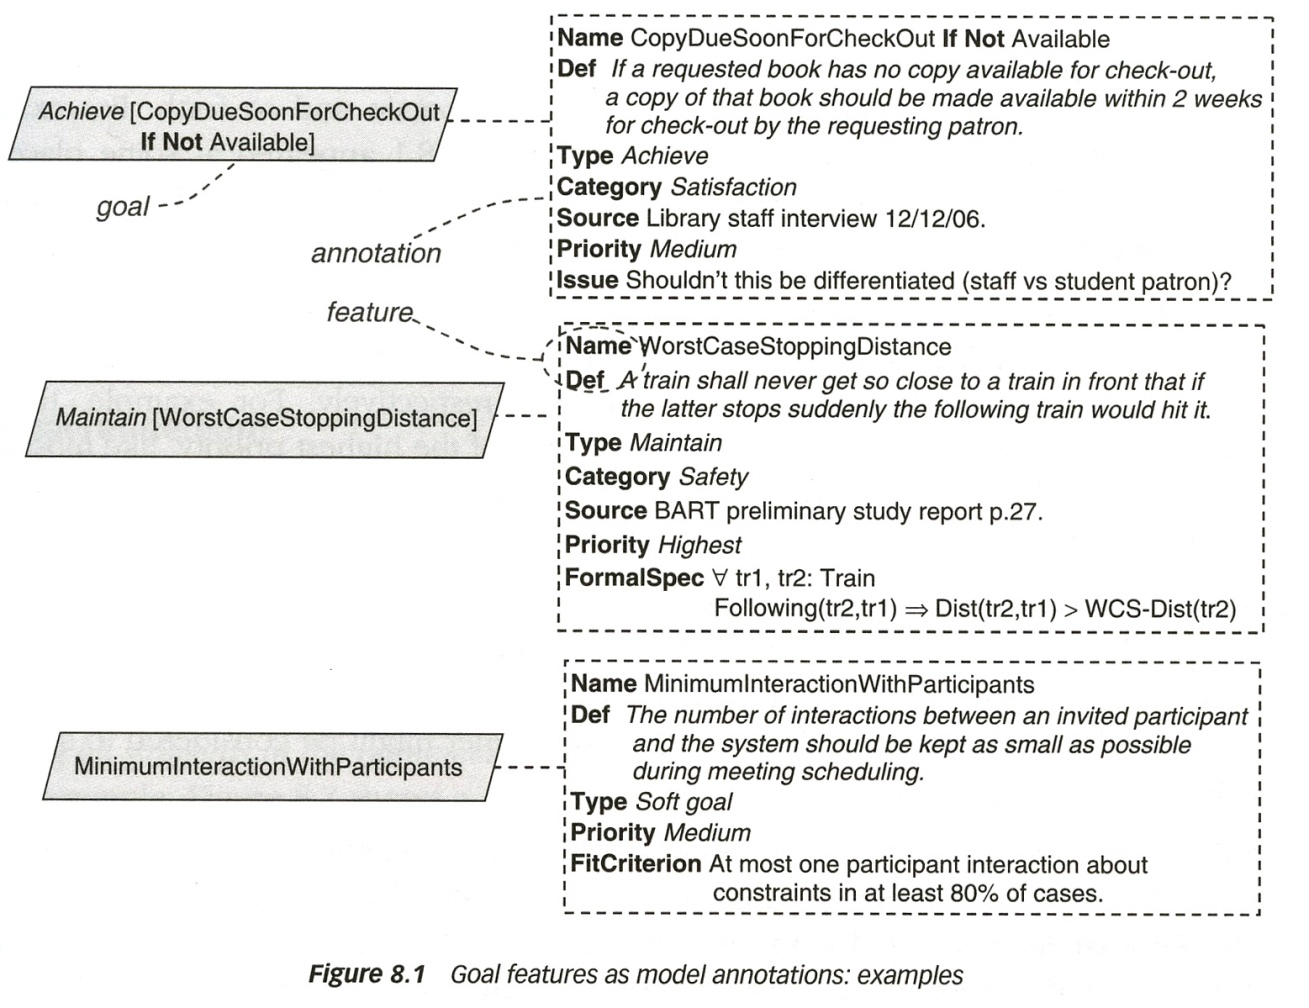 Achieve [CopyDueSoonForCheckOut
If Not Available]
goal
annotation
feature
Name CopyDueSoonForCheckOut If Not Available
Def If a requested book has no copy available for check-out,
a copy of that book should be made available within 2 weeks
for check-out by the requesting patron.
Type Achieve
Category Satisfaction
Source Library staff interview 12/12/06.
Priority Medium
Issue Shouldn't this be differentiated (staff vs student patron)?
Maintain [WorstCaseStoppingDistance]
Name WorstCaseStoppingDistance
Def A train shall never get so close to a train in front that if
the latter stops suddenly the following train would hit it.
Type Maintain
Category Safety
Source BART preliminary study report p.27.
Priority Highest
FormalSpec ∀ tr1, tr2: Train
Following(tr2,tr1) ⇒ Dist(tr2,tr1) > WCS-Dist(tr2)
MinimumInteractionWithParticipants
Name MinimumInteractionWithParticipants
Def The number of interactions between an invited participant
and the system should be kept as small as possible
during meeting scheduling.
Type Soft goal
Priority Medium
FitCriterion At most one participant interaction about
constraints in at least 80% of cases.
Figure 8.1 Goal features as model annotations: examples